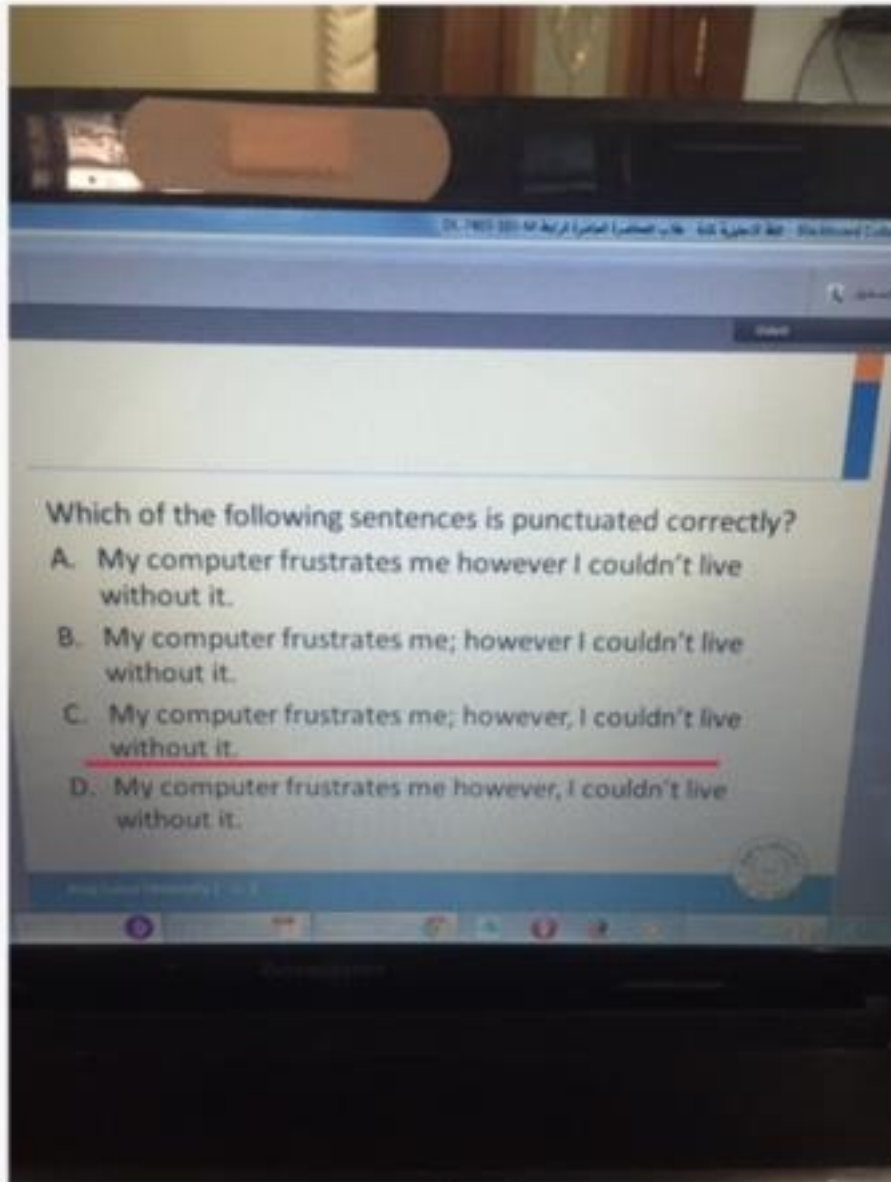 Which of the following sentences is punctuated correctly?
A. My computer frustrates me however I couldn't live
without it.
B. My computer frustrates me; however I couldn't live
without it.
C. My computer frustrates me; however, I couldn't live
without it.
D. My computer frustrates me however, I couldn't live
without it.